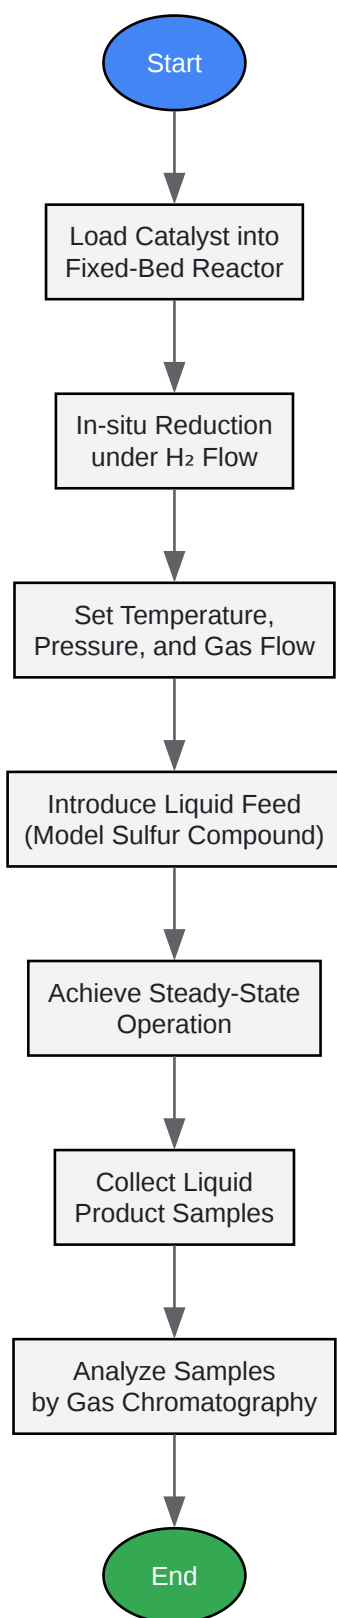 Start
Load Catalyst into
Fixed-Bed Reactor
In-situ Reduction
under H₂ Flow
Set Temperature,
Pressure, and Gas Flow
Introduce Liquid Feed
(Model Sulfur Compound)
Achieve Steady-State
Operation
Collect Liquid
Product Samples
Analyze Samples
by Gas Chromatography
End